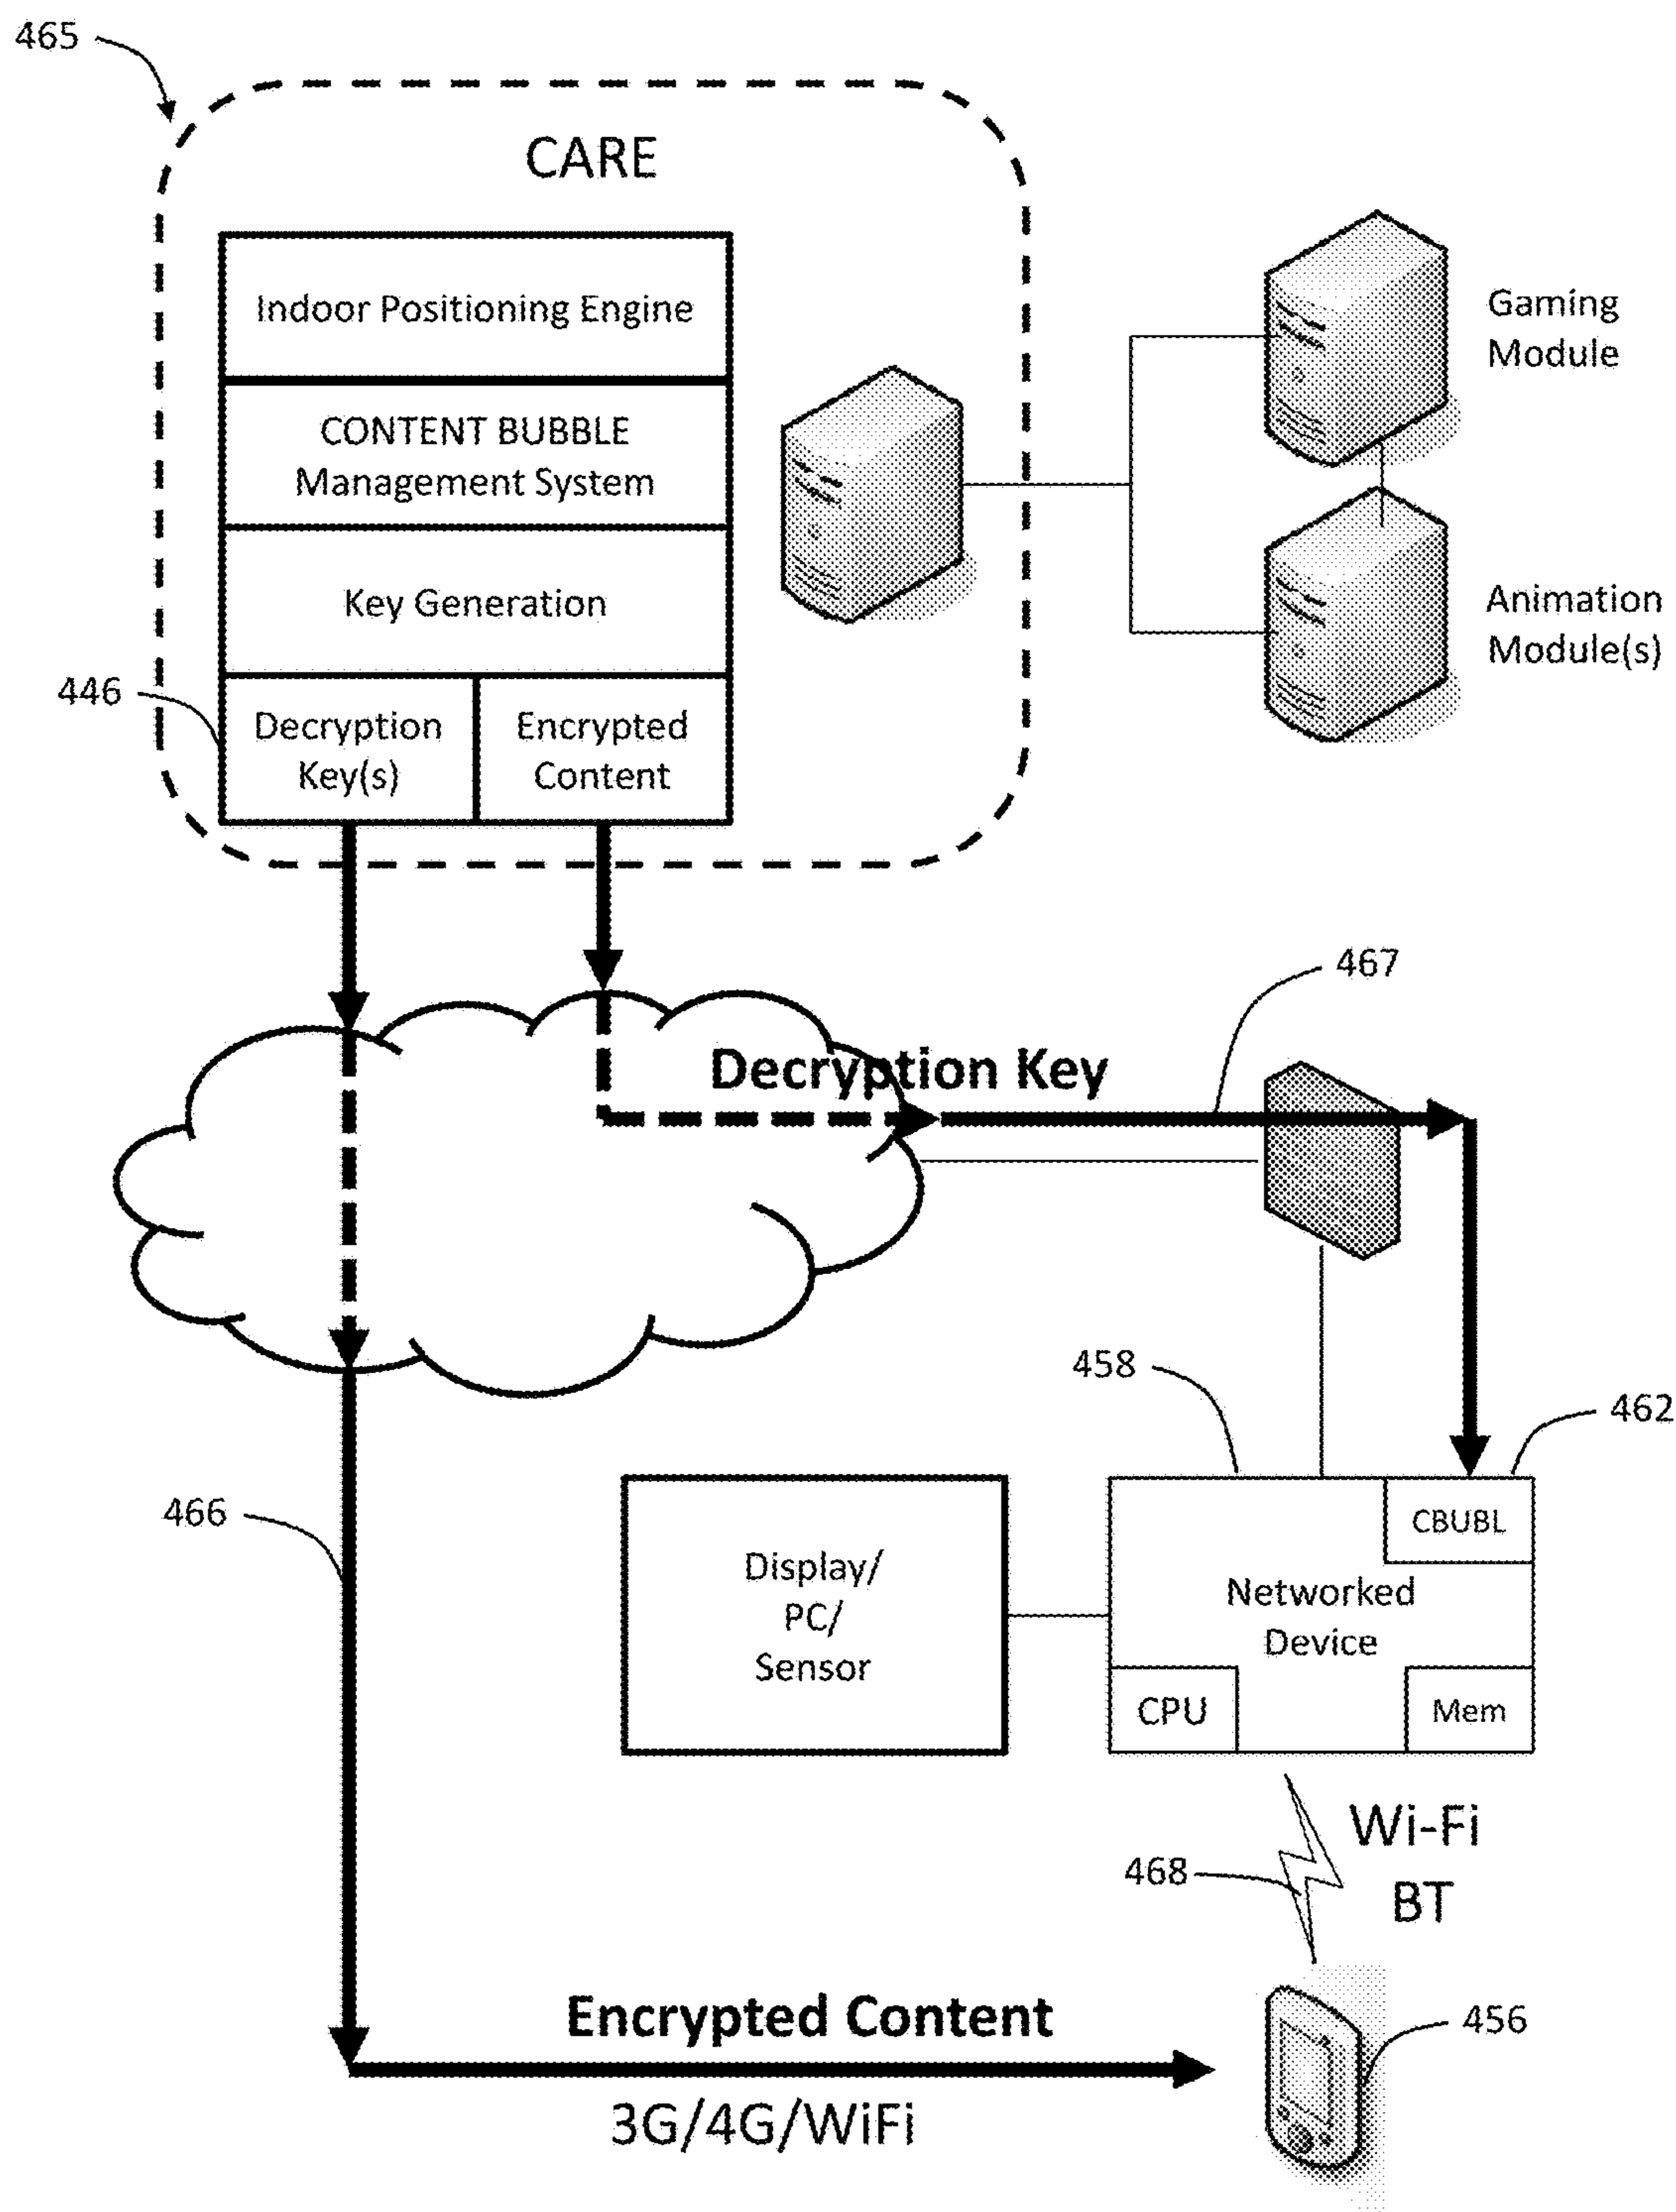 465
CARE
Indoor Positioning Engine
CONTENT BUBBLE
Management System
Key Generation
446
Decryption
Key(s)
Encrypted
Content
Gaming
Module
Animation
Module(s)
467
Decryption Key
458
462
466
Display/
PC/
Sensor
CBUBL
Networked
Device
CPU
Mem
Wi-Fi
BT
468
Encrypted Content
456
3G/4G/WiFi